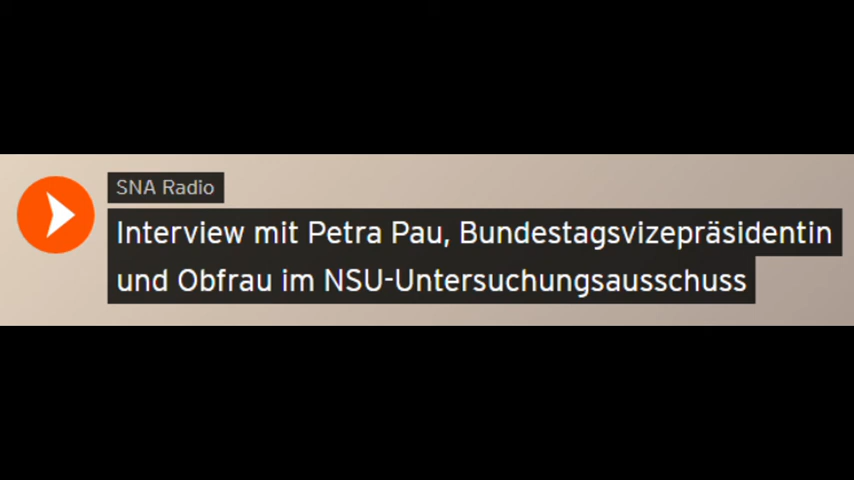 SNA Radio
Interview mit Petra Pau, Bundestagsvizepräsidentin
und Obfrau im NSU-Untersuchungsausschuss